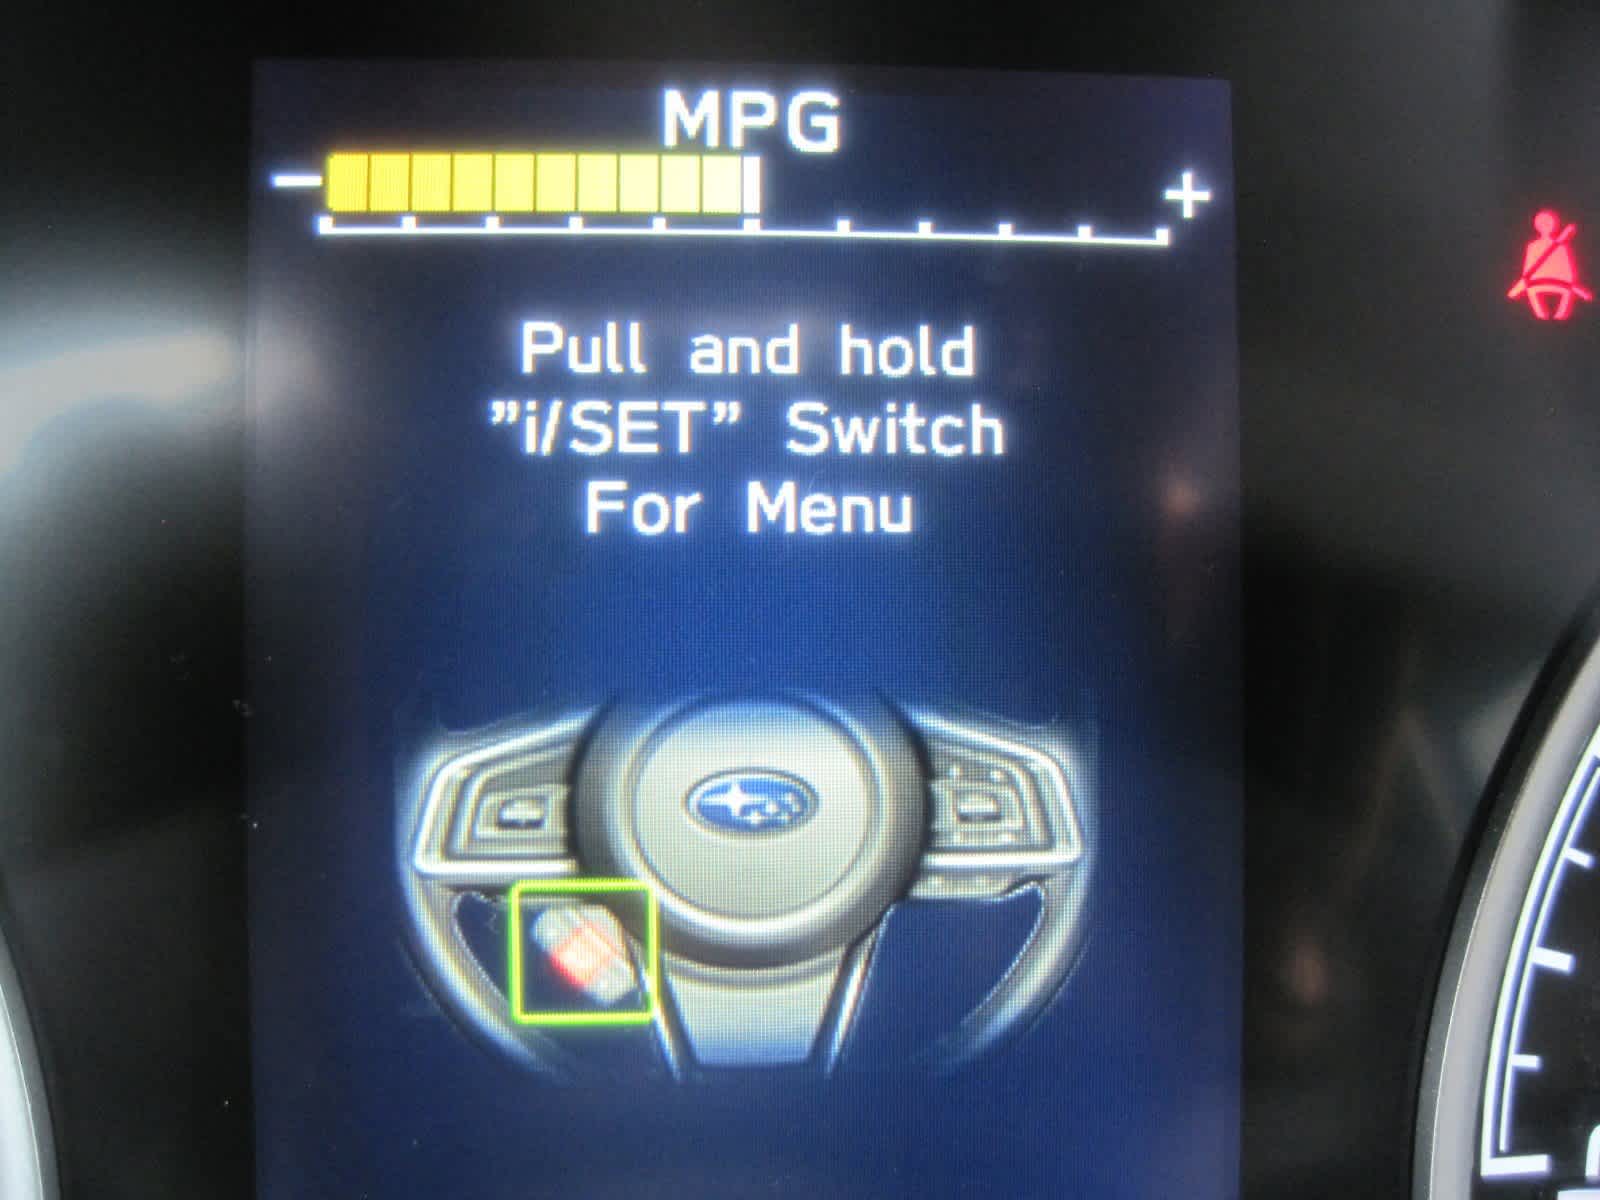 MPG
– +
Pull and hold
”i/SET” Switch
For Menu